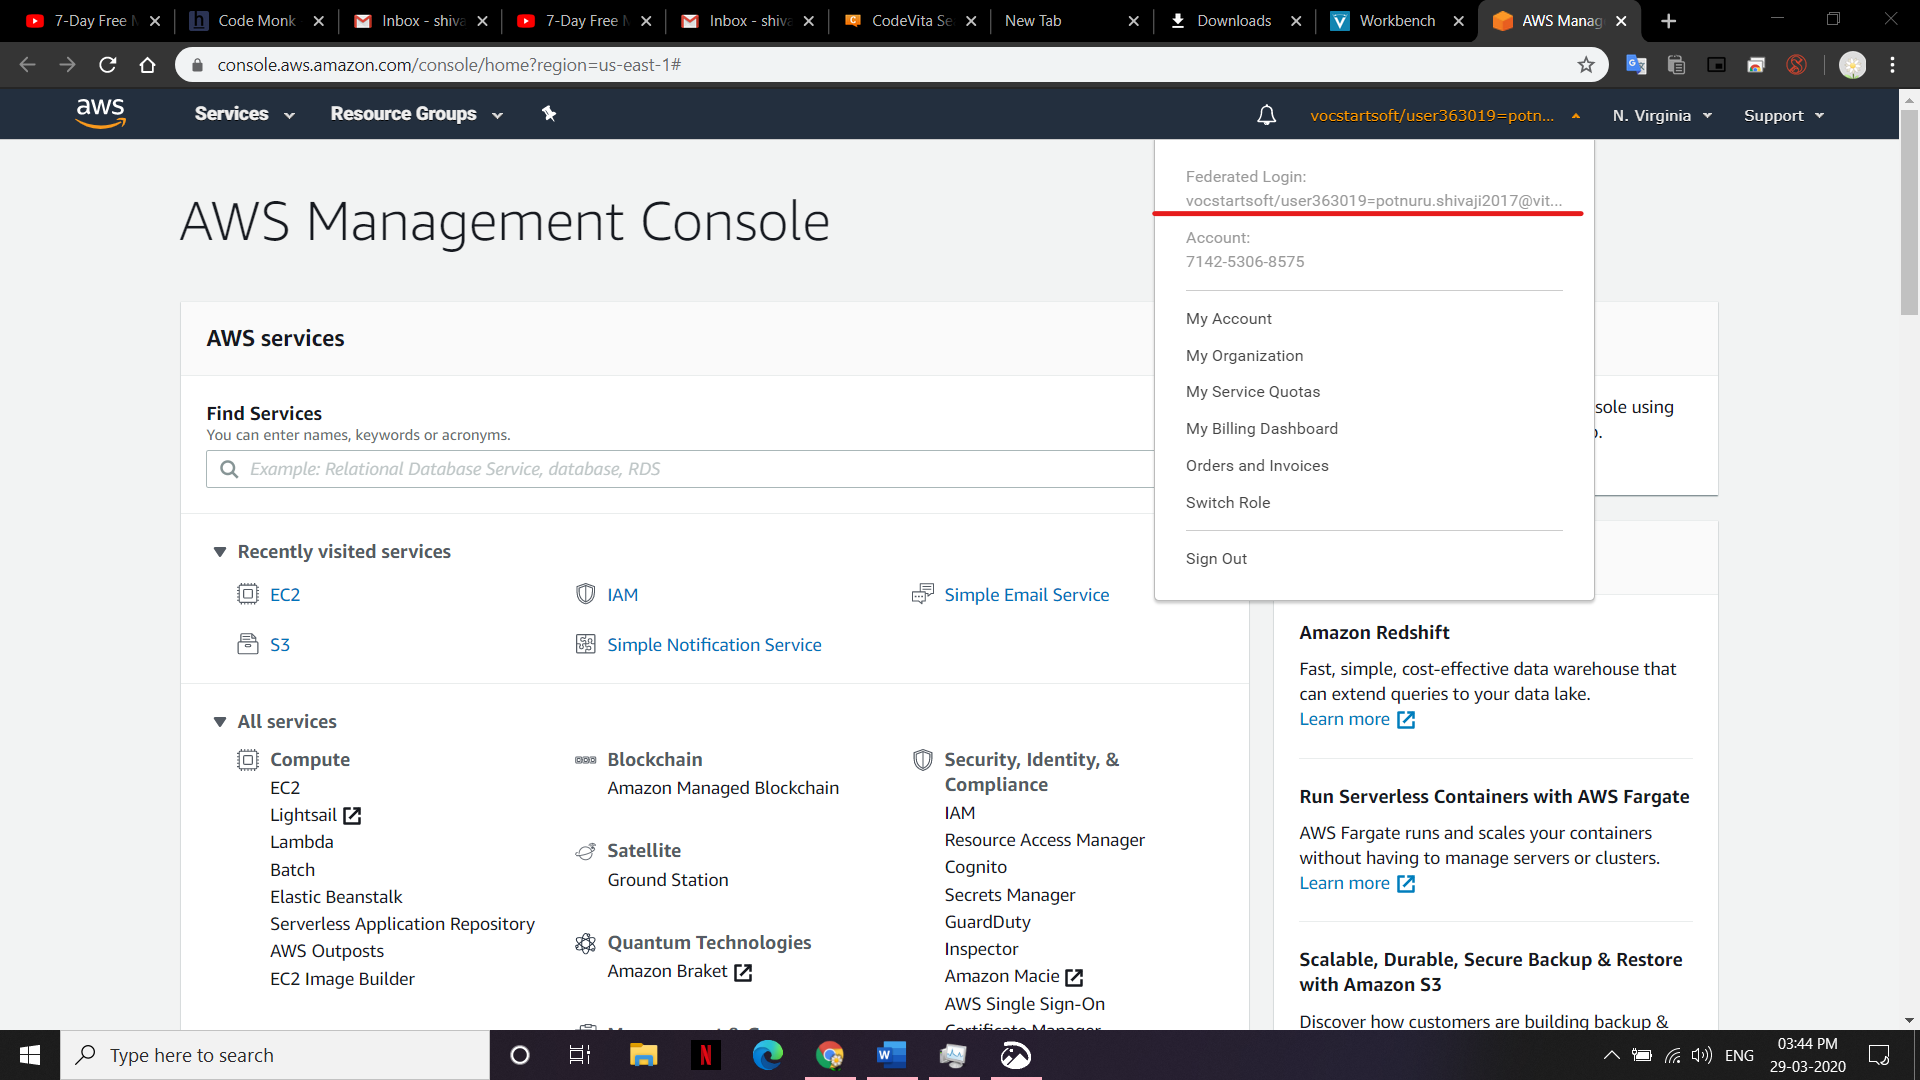 7-Day Free
Code Monk
Inbox - shiva
7-Day Free
Inbox - shiva
CodeVita Se
New Tab
Downloads
Workbench
AWS Manag
console.aws.amazon.com/console/home?region=us-east-1#
aws
Services
Resource Groups
vocstartsoft/user363019=potn...
N. Virginia
Support
Federated Login:
vocstartsoft/user363019=potnuru.shivaji2017@vit...
Account:
7142-5306-8575
My Account
My Organization
My Service Quotas
My Billing Dashboard
Orders and Invoices
Switch Role
Sign Out
AWS Management Console
AWS services
Find Services
You can enter names, keywords or acronyms.
Example: Relational Database Service, database, RDS
Recently visited services
EC2
IAM
Simple Email Service
S3
Simple Notification Service
All services
Compute
EC2
Lightsail
Lambda
Batch
Elastic Beanstalk
Serverless Application Repository
AWS Outposts
EC2 Image Builder
Blockchain
Amazon Managed Blockchain
Satellite
Ground Station
Quantum Technologies
Amazon Braket
Security, Identity, &
Compliance
IAM
Resource Access Manager
Cognito
Secrets Manager
GuardDuty
Inspector
Amazon Macie
AWS Single Sign-On
Certificate Manager
sole using
Amazon Redshift
Fast, simple, cost-effective data warehouse that
can extend queries to your data lake.
Learn more
Run Serverless Containers with AWS Fargate
AWS Fargate runs and scales your containers
without having to manage servers or clusters.
Learn more
Scalable, Durable, Secure Backup & Restore
with Amazon S3
Discover how customers are building backup &
Type here to search
ENG
03:44 PM
29-03-2020